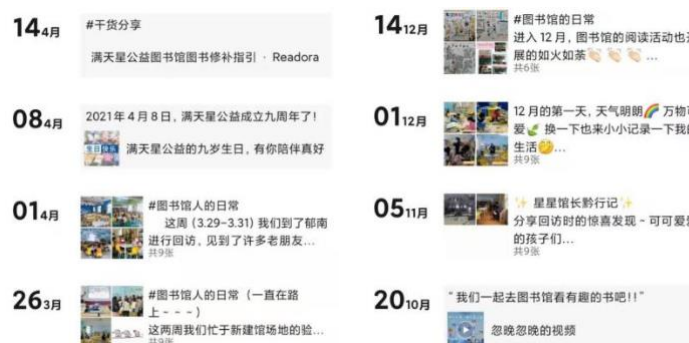 14 4月
#干货分享
满天星公益图书馆图书修补指引 · Readora
08 4月
2021年4月8日，满天星公益成立九周年了！
生日快乐
满天星公益的九岁生日，有你陪伴真好
01 4月
#图书馆人的日常
这周（3.29-3.31）我们到了郁南
进行回访，见到了许多老朋友...
共9张
26 3月
#图书馆人的日常（一直在路
上~~~）
这两周我们忙于新建馆场地的验...
共9张
14 12月
#图书馆的日常
进入12月，图书馆的阅读活动也
展的如火如荼👏🏻👏🏻👏🏻...
共6张
01 12月
12月的第一天，天气明朗🌈 万物
爱🌿 换一下也来小小记录一下我
生活...
共9张
05 11月
✨ 星星馆长黔行记✨
分享回访时的惊喜发现~可可爱
的孩子们...
共9张
20 10月
“我们一起去图书馆看有趣的书吧！！”
忽晚忽晚的视频